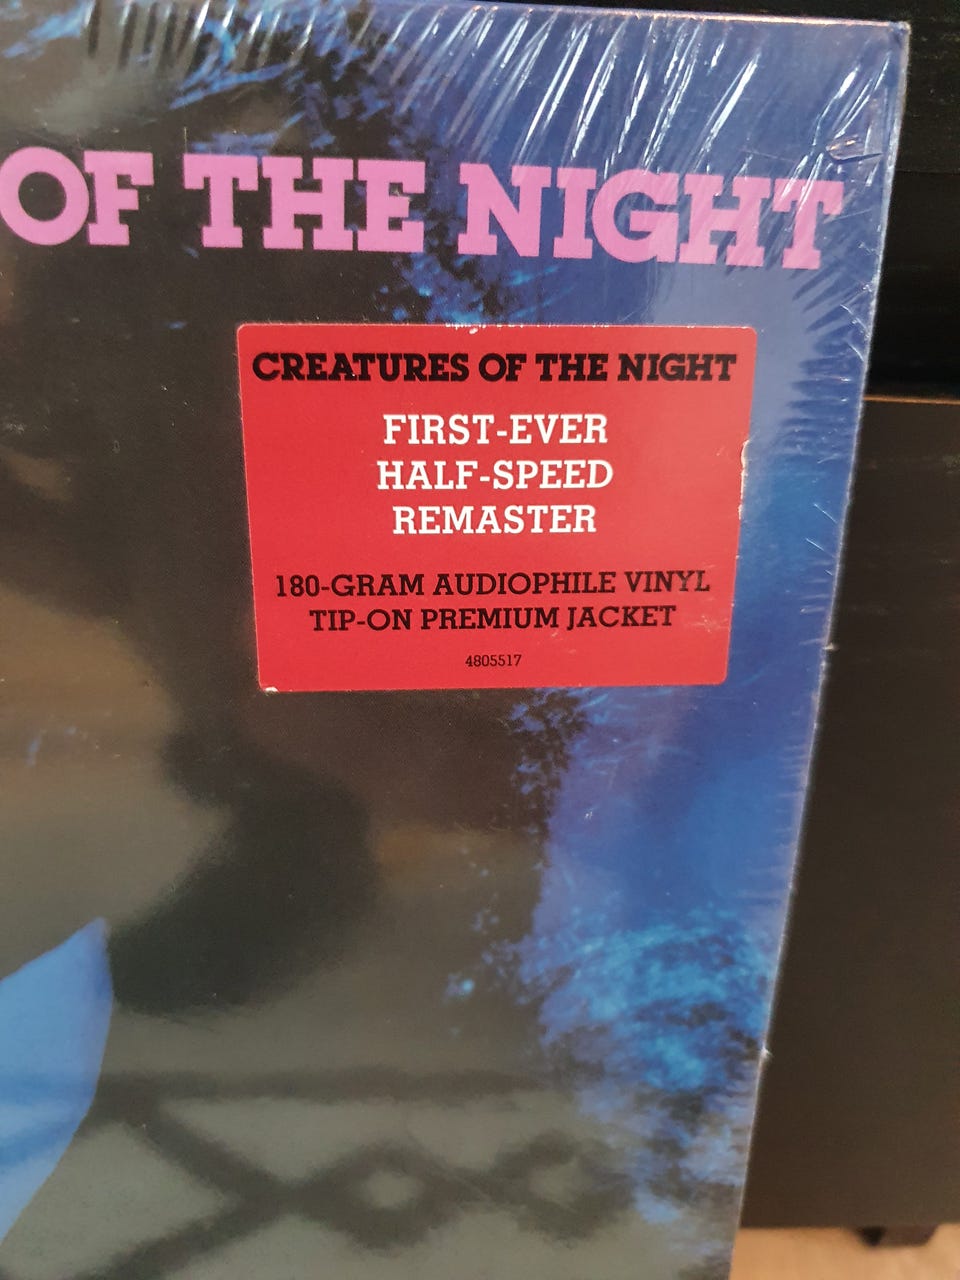 OF THE NIGHT
CREATURES OF THE NIGHT
FIRST-EVER
HALF-SPEED
REMASTER
180-GRAM AUDIOPHILE VINYL
TIP-ON PREMIUM JACKET
4805517